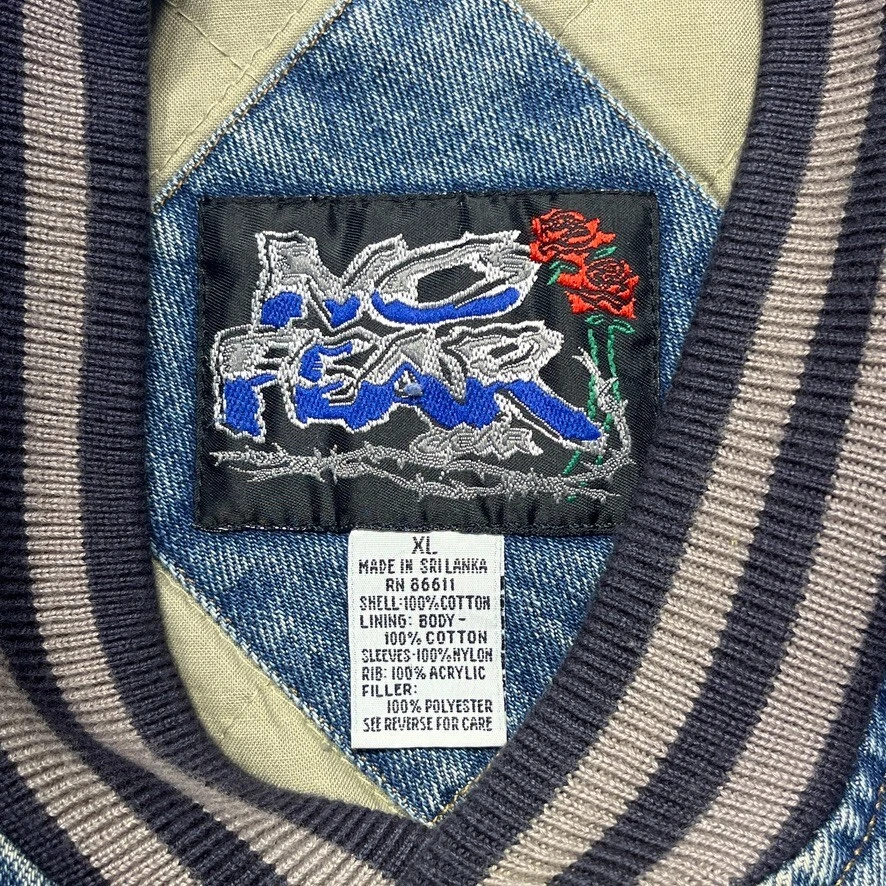 NO
FEAR
XL
MADE IN SRI LANKA
RN 86611
SHELL:100%COTTON
LINING: BODY-
100% COTTON
SLEEVES-100%NYLON
RIB: 100% ACRYLIC
FILLER:
100% POLYESTER
SEE REVERSE FOR CARE